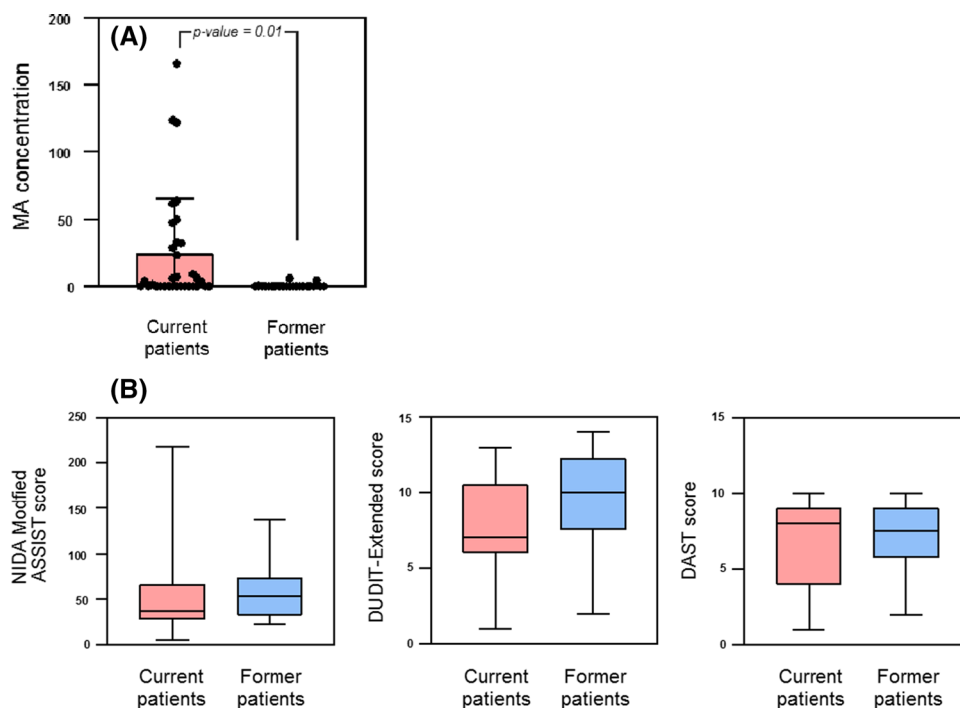 (A)
200
150
100
50
0
MA concentration
p-value = 0.01
Current
patients
Former
patients
(B)
250
200
150
100
50
0
NIDA Modfied
ASSIST score
Current
patients
Former
patients
15
10
5
0
DUDIT-Extended score
Current
patients
Former
patients
15
10
5
0
DAST score
Current
patients
Former
patients